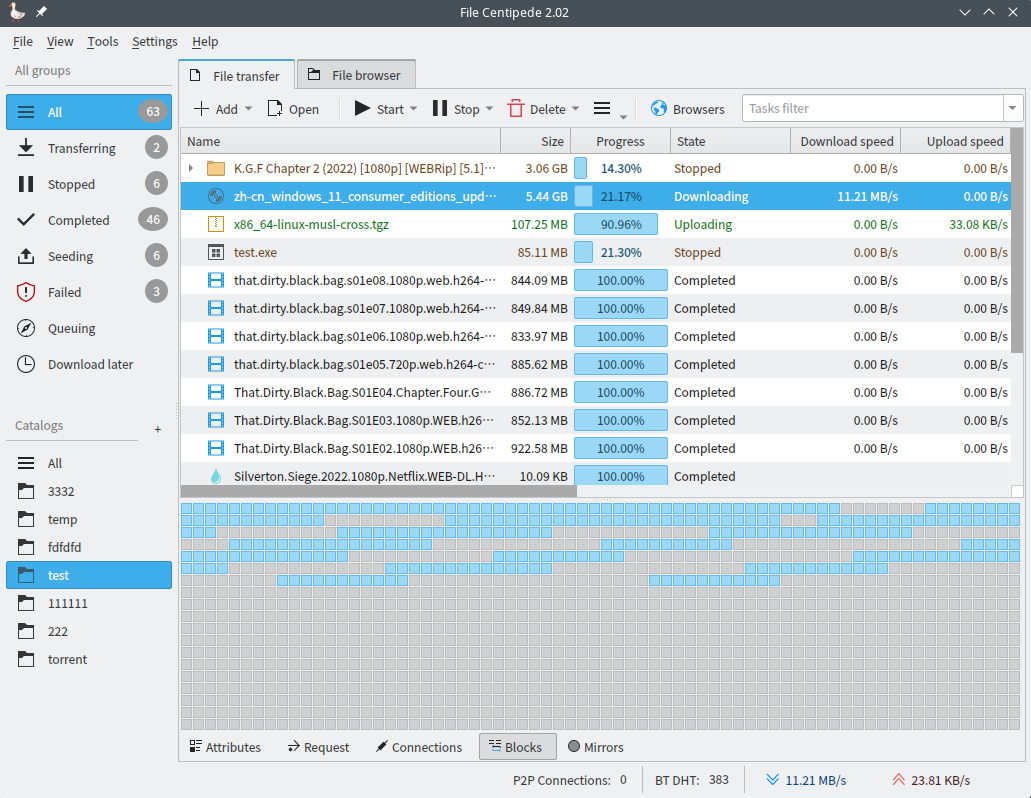 File Centipede 2.02
File View Tools Settings Help
All groups
All 63
Transferring 2
Stopped 6
Completed 46
Seeding 6
Failed 3
Queuing
Download later
Catalogs +
All
3332
temp
fdfdfd
test
111111
222
torrent
File transfer File browser
Add Open Start Stop Delete Browsers Tasks filter
Name Size Progress State Download speed Upload speed
K.G.F Chapter 2 (2022) [1080p] [WEBRip] [5.1]··· 3.06 GB 14.30% Stopped 0.00 B/s 0.00 B/s
zh-cn_windows_11_consumer_editions_upd··· 5.44 GB 21.17% Downloading 11.21 MB/s 0.00 B/s
x86_64-linux-musl-cross.tgz 107.25 MB 90.96% Uploading 0.00 B/s 33.08 KB/s
test.exe 85.11 MB 21.30% Stopped 0.00 B/s 0.00 B/s
that.dirty.black.bag.s01e08.1080p.web.h264-··· 844.09 MB 100.00% Completed 0.00 B/s 0.00 B/s
that.dirty.black.bag.s01e07.1080p.web.h264-··· 849.84 MB 100.00% Completed 0.00 B/s 0.00 B/s
that.dirty.black.bag.s01e06.1080p.web.h264-··· 833.97 MB 100.00% Completed 0.00 B/s 0.00 B/s
that.dirty.black.bag.s01e05.720p.web.h264-c··· 885.62 MB 100.00% Completed 0.00 B/s 0.00 B/s
That.Dirty.Black.Bag.S01E04.Chapter.Four.G··· 886.72 MB 100.00% Completed 0.00 B/s 0.00 B/s
That.Dirty.Black.Bag.S01E03.1080p.WEB.h26··· 852.13 MB 100.00% Completed 0.00 B/s 0.00 B/s
That.Dirty.Black.Bag.S01E02.1080p.WEB.h26··· 922.58 MB 100.00% Completed 0.00 B/s 0.00 B/s
Silverton.Siege.2022.1080p.Netflix.WEB-DL.H··· 10.09 KB 100.00% Completed 0.00 B/s 0.00 B/s
Attributes Request Connections Blocks Mirrors
P2P Connections: 0 BT DHT: 383 11.21 MB/s 23.81 KB/s